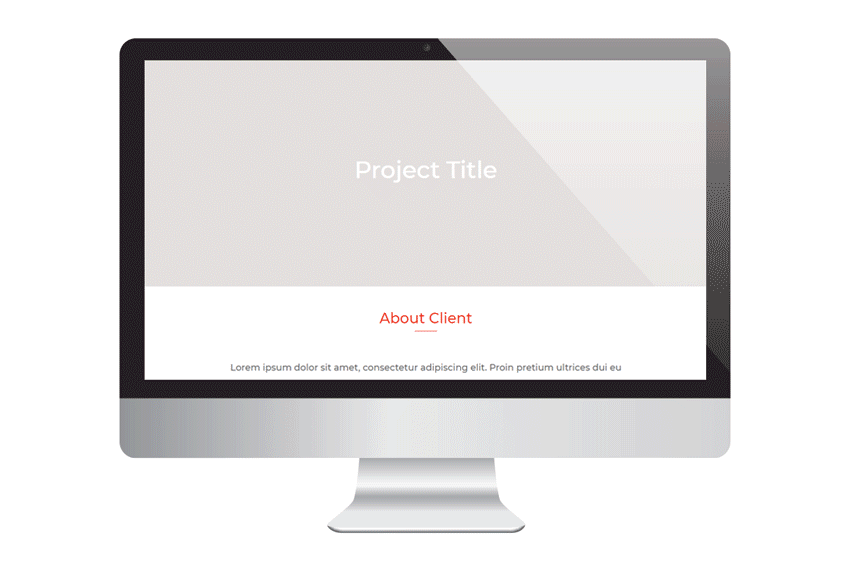 Project Title
About Client
Lorem ipsum dolor sit amet, consectetur adipiscing elit. Proin pretium ultrices dui eu